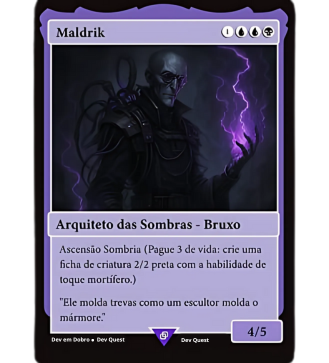 Maldrik 1
Arquiteto das Sombras - Bruxo
Ascensão Sombria (Pague 3 de vida: crie uma
ficha de criatura 2/2 preta com a habilidade de
toque mortífero.)
"Ele molda trevas como um escultor molda o
mármore."
4/5
Dev em Dobro ● Dev Quest Dev Quest